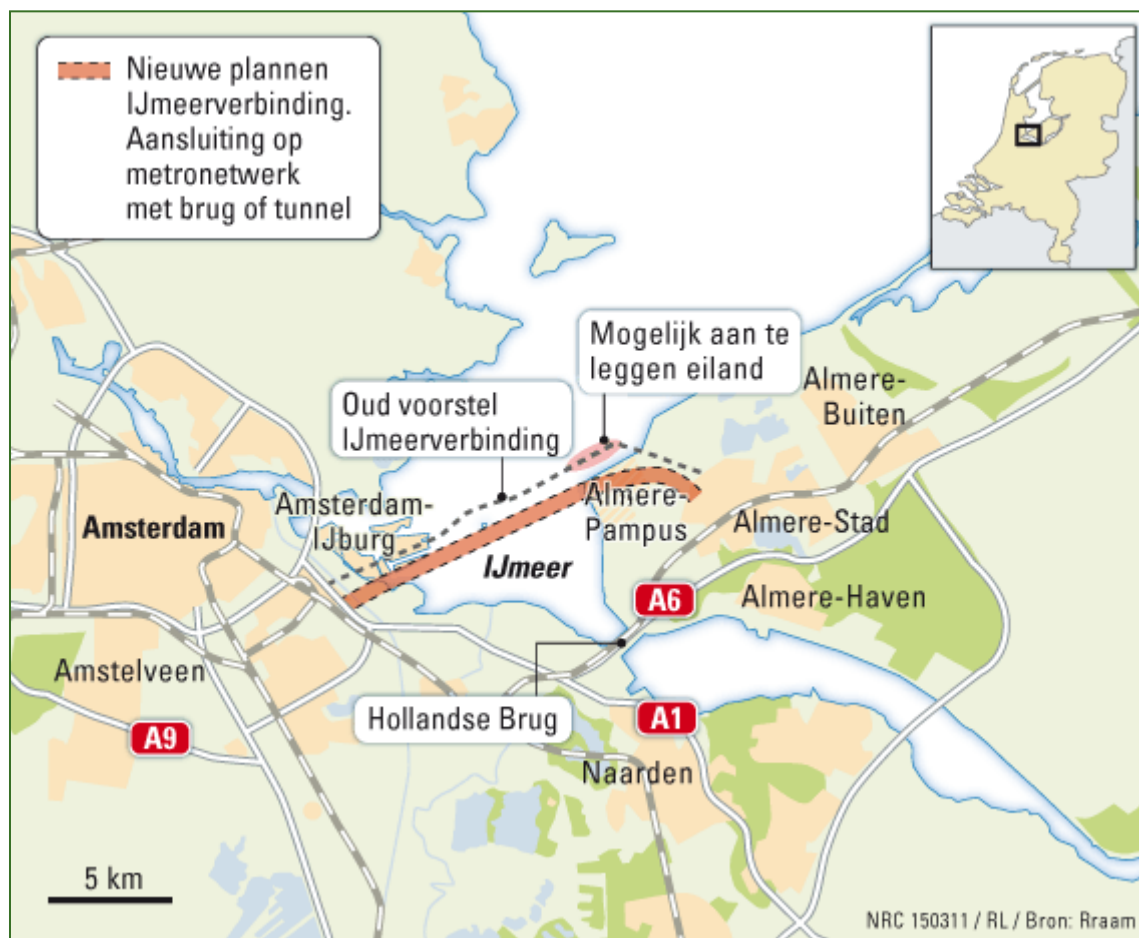 Nieuwe plannen
IJmeerverbinding.
Aansluiting op
metronetwerk
met brug of tunnel
Mogelijk aan te
leggen eiland
Oud voorstel
IJmeerverbinding
Almere-
Buiten
Amsterdam-
IJburg
Almere-
Pampus
Amsterdam
Almere-Stad
IJmeer
A6
Almere-Haven
Amstelveen
Hollandse Brug
A1
A9
Naarden
5 km
NRC 150311 / RL / Bron: Rraam